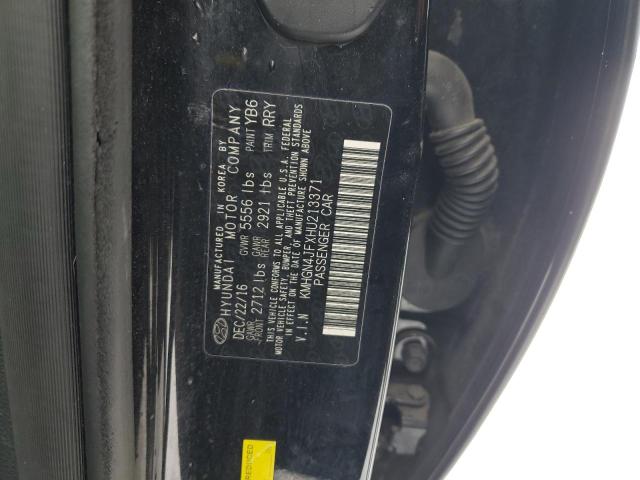 MANUFACTURED IN KOREA BY
HYUNDAI MOTOR COMPANY
DEC/22/16 GVWR 5556 lbs PAINT YB6
GAWR FRONT 2712 lbs GAWR REAR 2921 lbs TRIM RRY
THIS VEHICLE CONFORMS TO ALL APPLICABLE U.S.A. FEDERAL
MOTOR VEHICLE SAFETY, BUMPER, AND THEFT PREVENTION STANDARDS
IN EFFECT ON THE DATE OF MANUFACTURE SHOWN ABOVE
V.I.N KMHGN4JFXHU213371
PASSENGER CAR